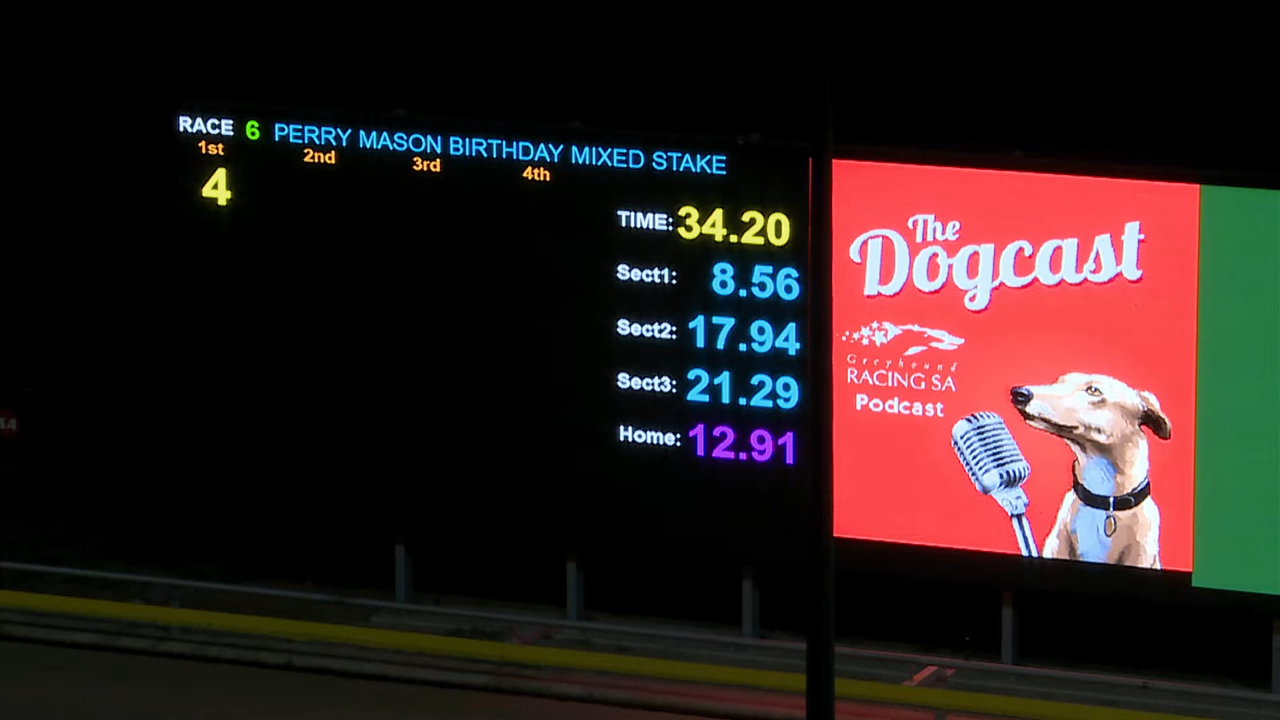 RACE 6 PERRY MASON BIRTHDAY MIXED STAKE
1st 2nd 3rd 4th
4
TIME: 34.20
Sect1: 8.56
Sect2: 17.94
Sect3: 21.29
Home: 12.91
The
Dogcast
Greyhound
RACING SA
Podcast